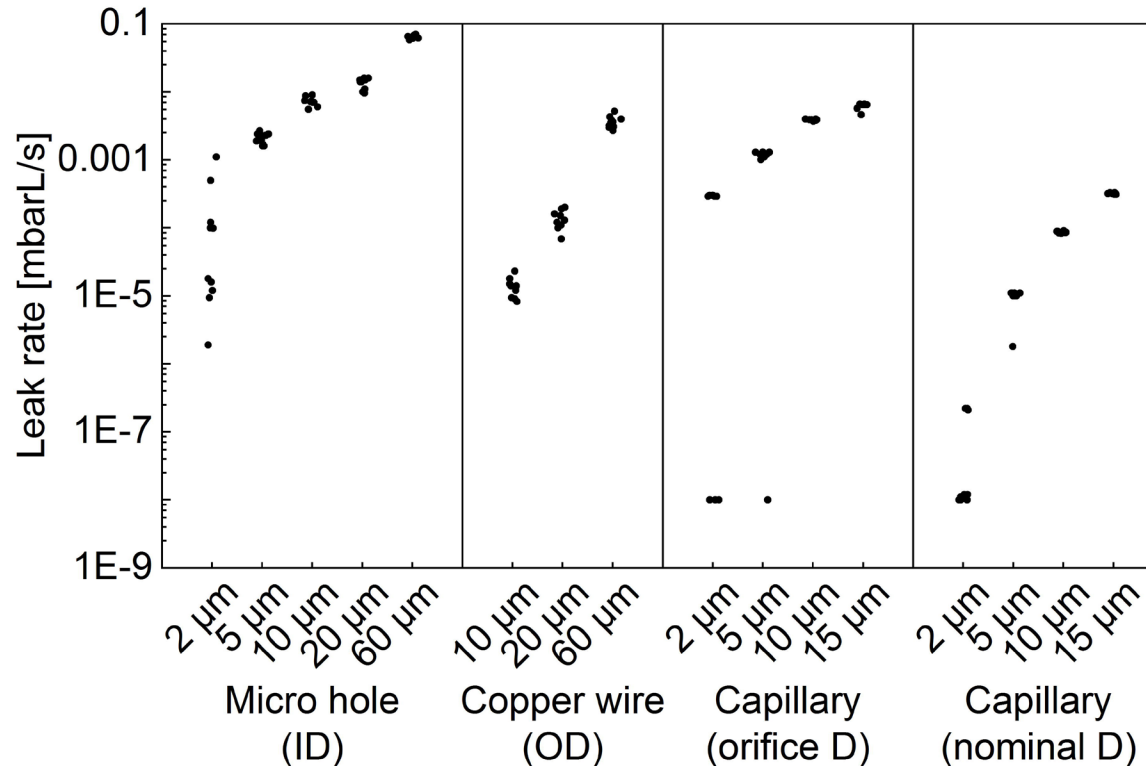 Leak rate [mbarL/s]
0.1
0.001
1E-5
1E-7
1E-9
2 µm
5 µm
10 µm
20 µm
60 µm
10 µm
20 µm
60 µm
2 µm
5 µm
10 µm
15 µm
2 µm
5 µm
10 µm
15 µm
Micro hole
(ID)
Copper wire
(OD)
Capillary
(orifice D)
Capillary
(nominal D)